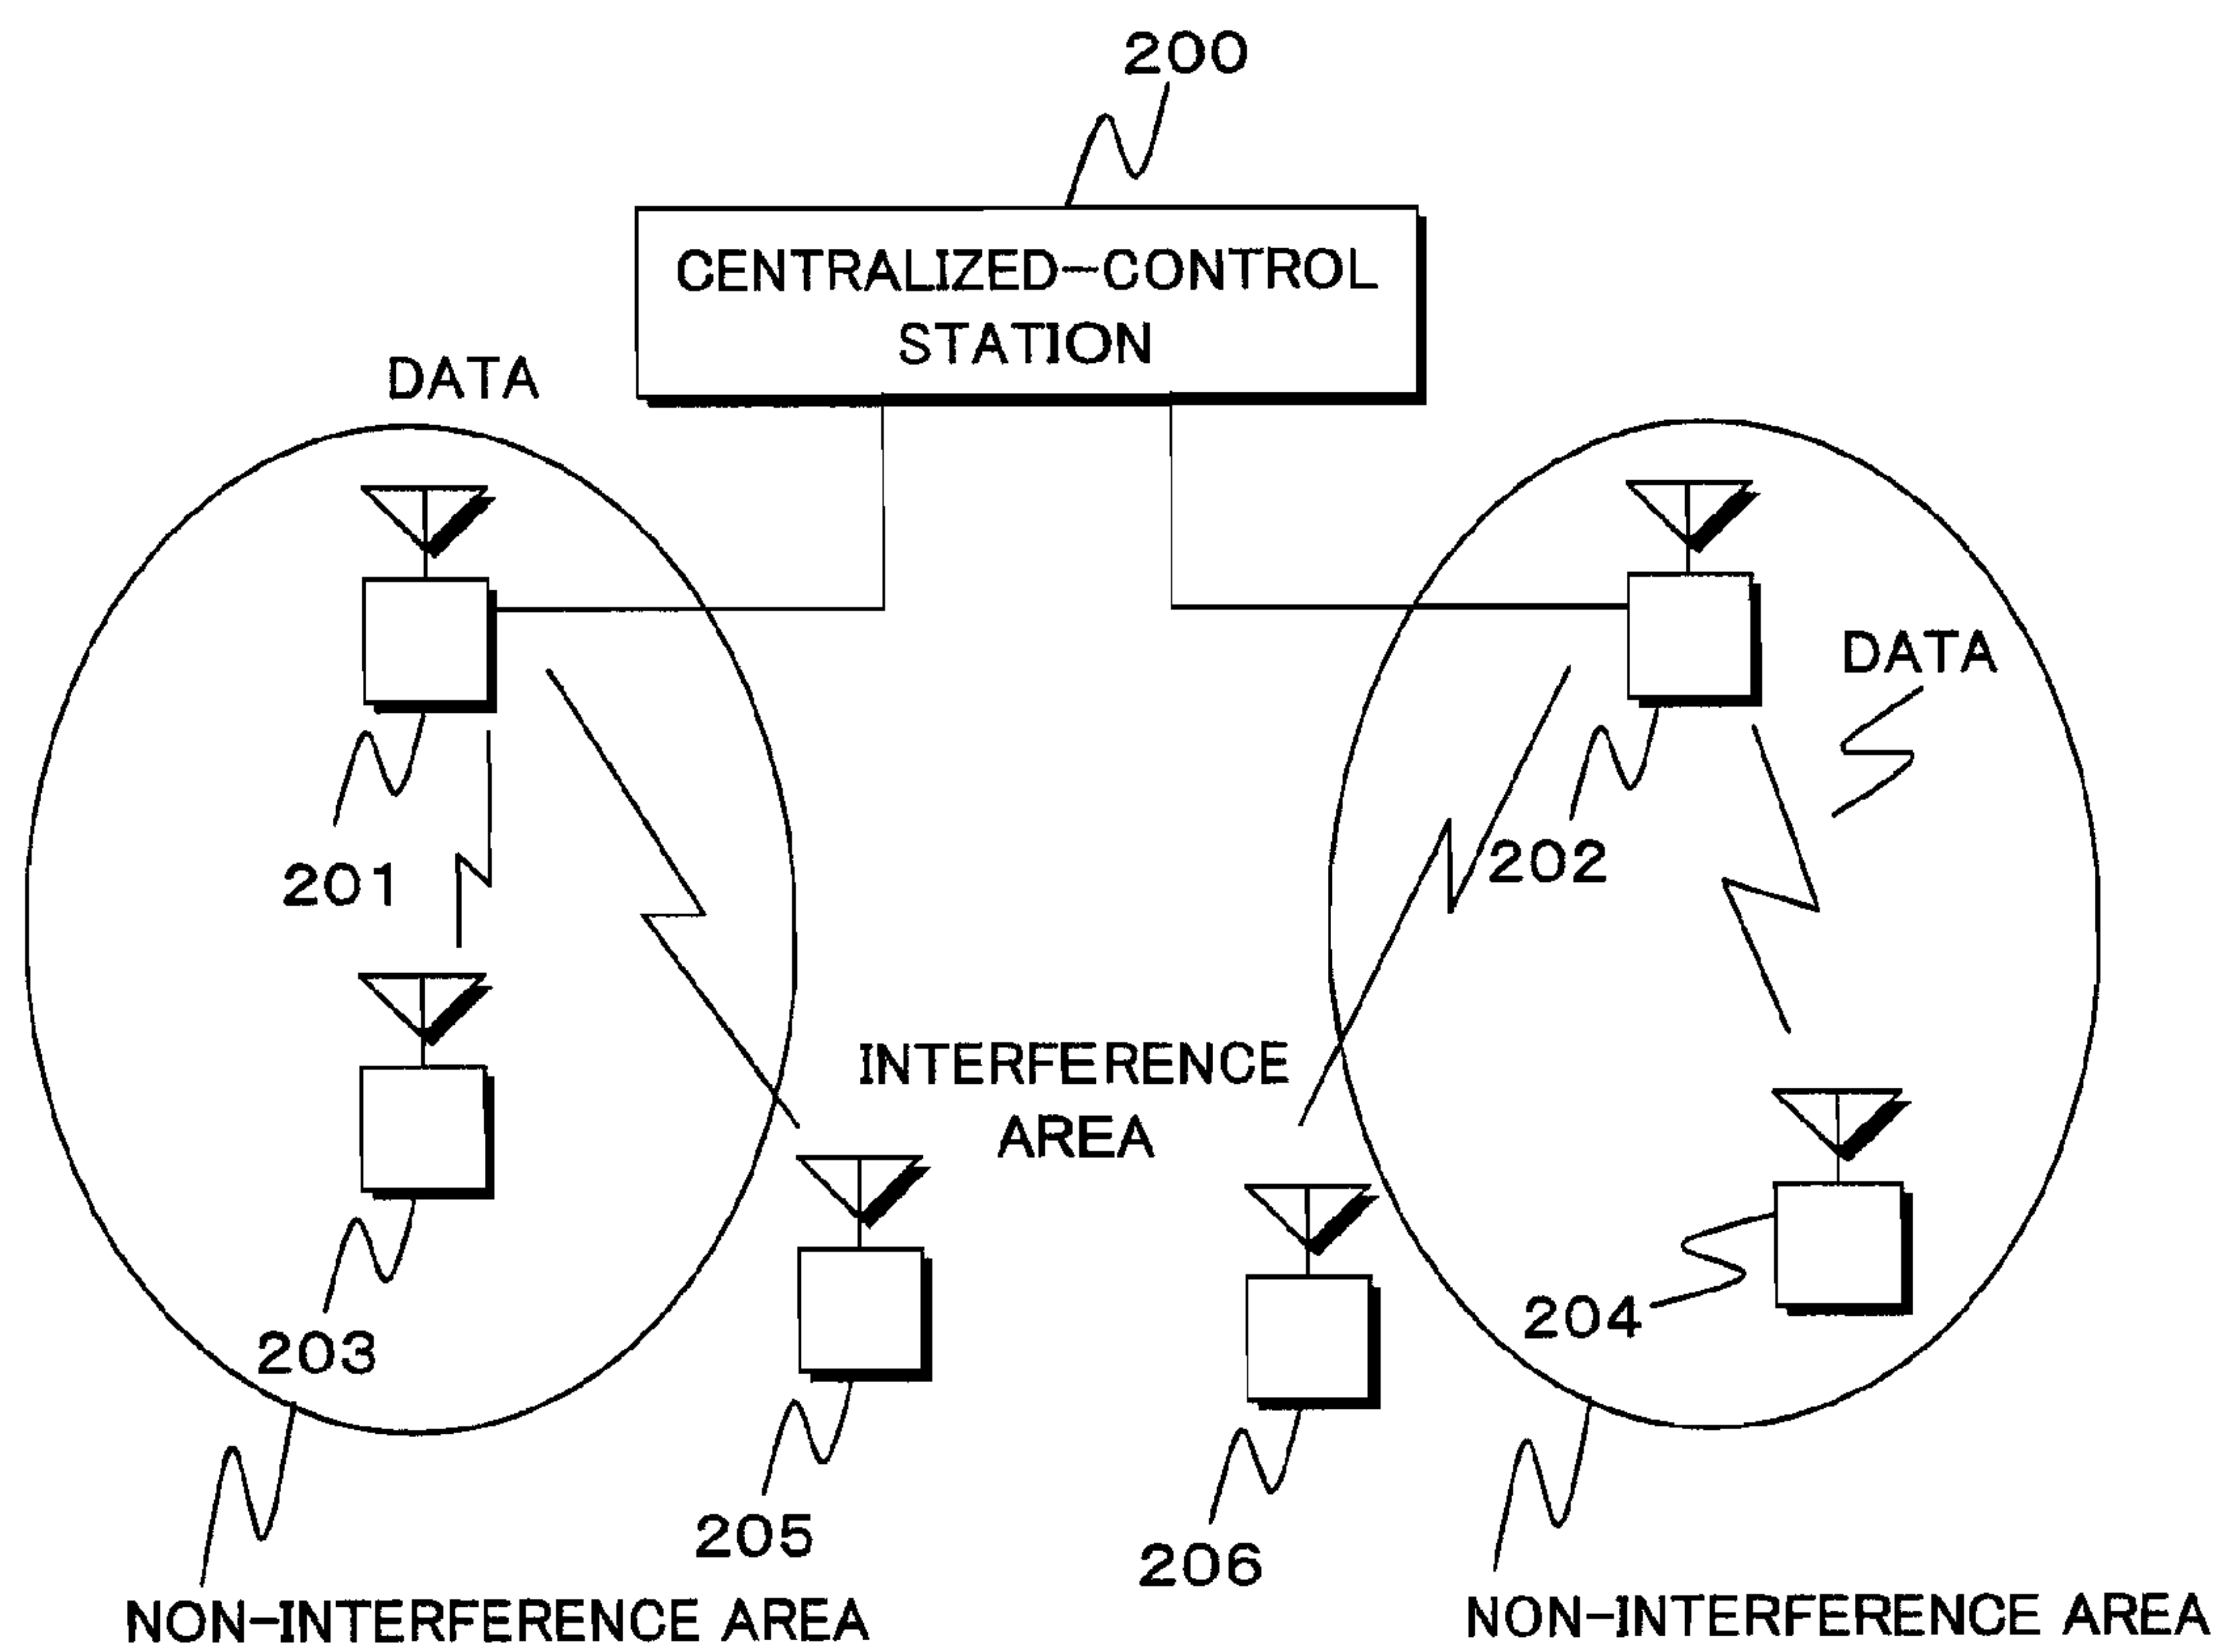 200
CENTRALIZED-CONTROL
STATION
DATA
DATA
202
201
INTERFERENCE
AREA
204
203
205
206
NON-INTERFERENCE AREA
NON-INTERFERENCE AREA